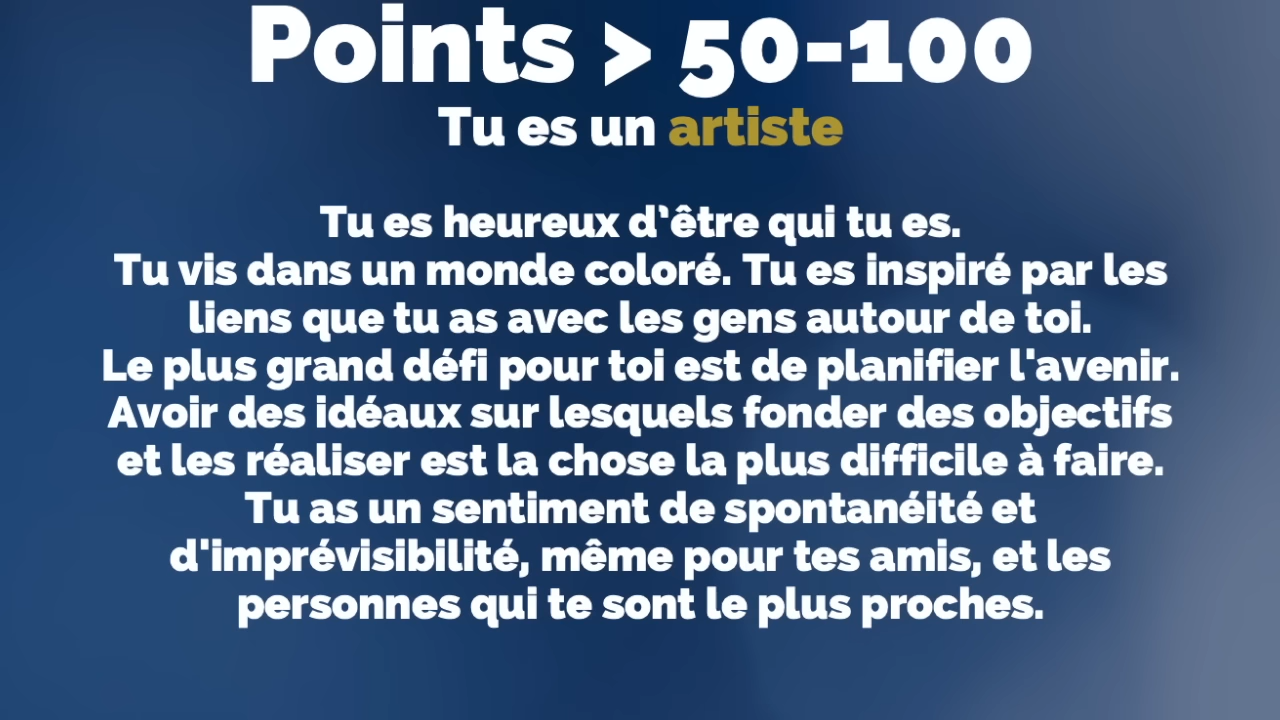 Points > 50-100
Tu es un artiste
Tu es heureux d'être qui tu es.
Tu vis dans un monde coloré. Tu es inspiré par les
liens que tu as avec les gens autour de toi.
Le plus grand défi pour toi est de planifier l'avenir.
Avoir des idéaux sur lesquels fonder des objectifs
et les réaliser est la chose la plus difficile à faire.
Tu as un sentiment de spontanéité et
d'imprévisibilité, même pour tes amis, et les
personnes qui te sont le plus proches.